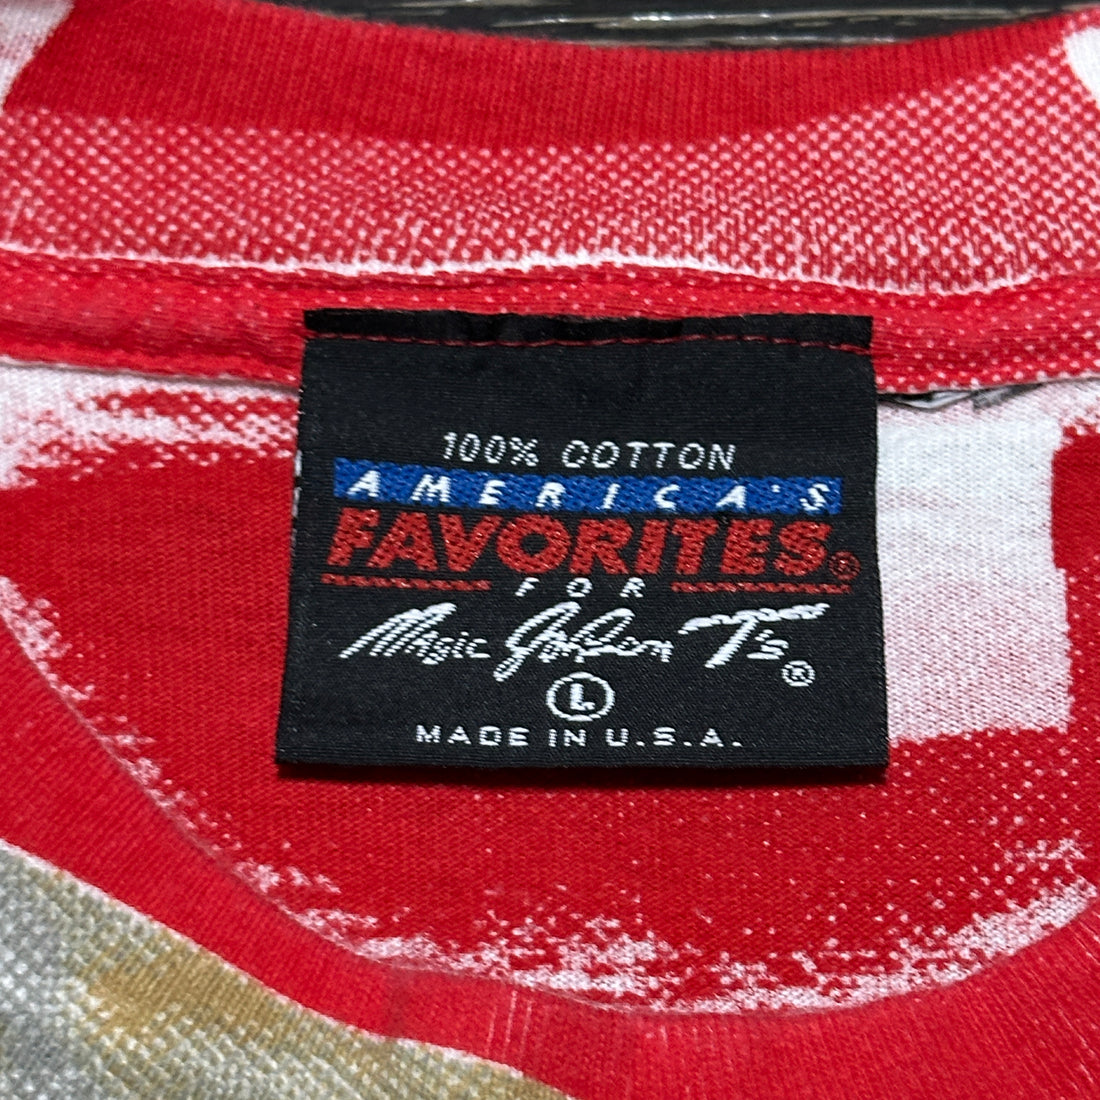 100% COTTON
AMERICA'S
FAVORITES®
FOR
Magic Johnson T's®
L
MADE IN U.S.A.